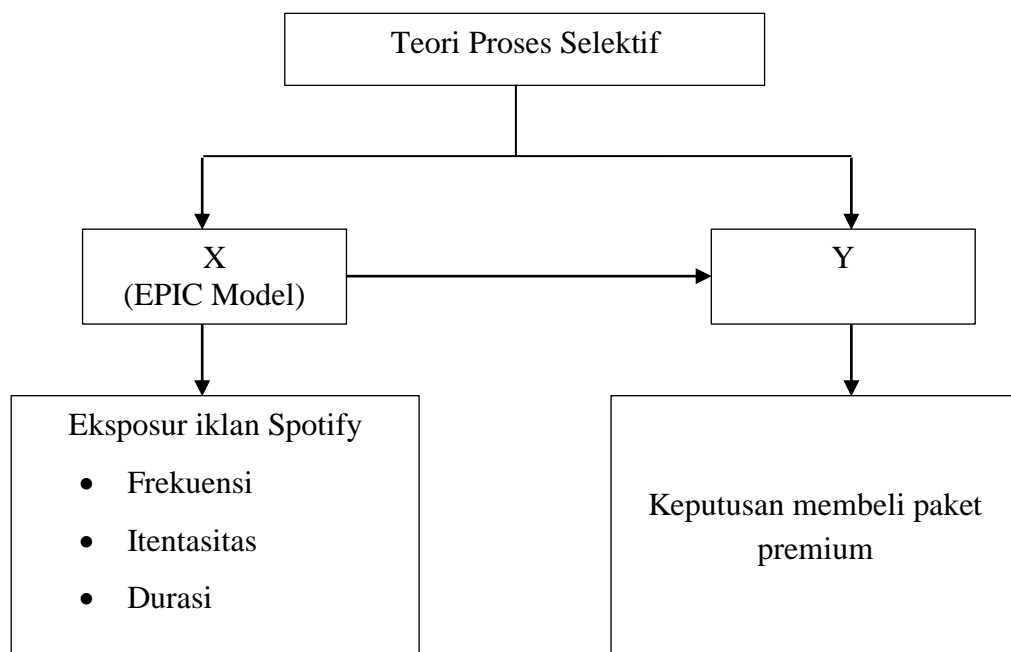 Teori Proses Selektif
X
(EPIC Model)
Y
Eksposur iklan Spotify
• Frekuensi
• Itentasitas
• Durasi
Keputusan membeli paket
premium